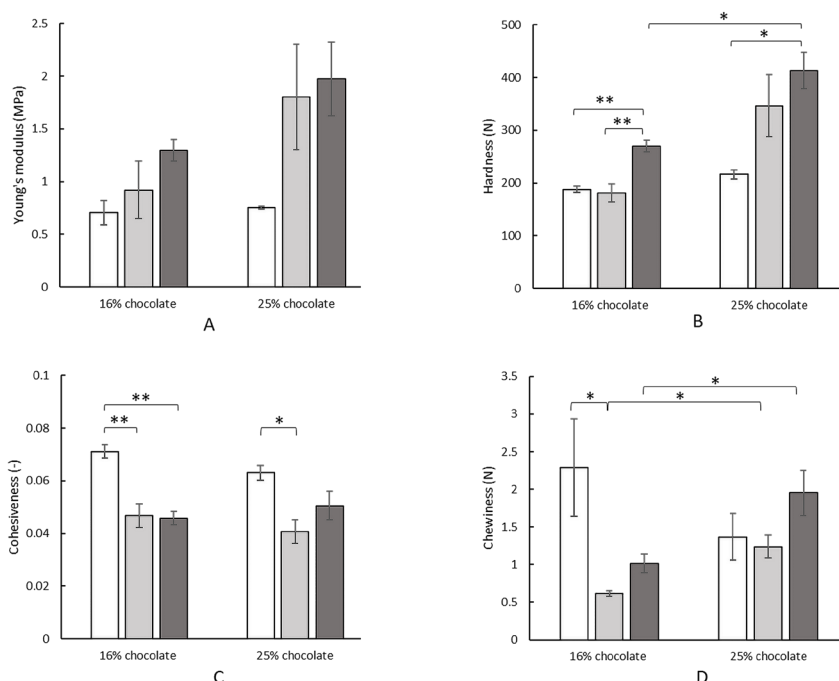 Young's modulus (MPa)
2.5
2
1.5
1
0.5
0
16% chocolate
25% chocolate
A
Hardness (N)
500
400
300
200
100
0
*
*
**
**
16% chocolate
25% chocolate
B
Cohesiveness (-)
0.1
0.08
0.06
0.04
0.02
0
**
**
*
16% chocolate
25% chocolate
C
Chewiness (N)
3.5
3
2.5
2
1.5
1
0.5
0
*
*
*
16% chocolate
25% chocolate
D